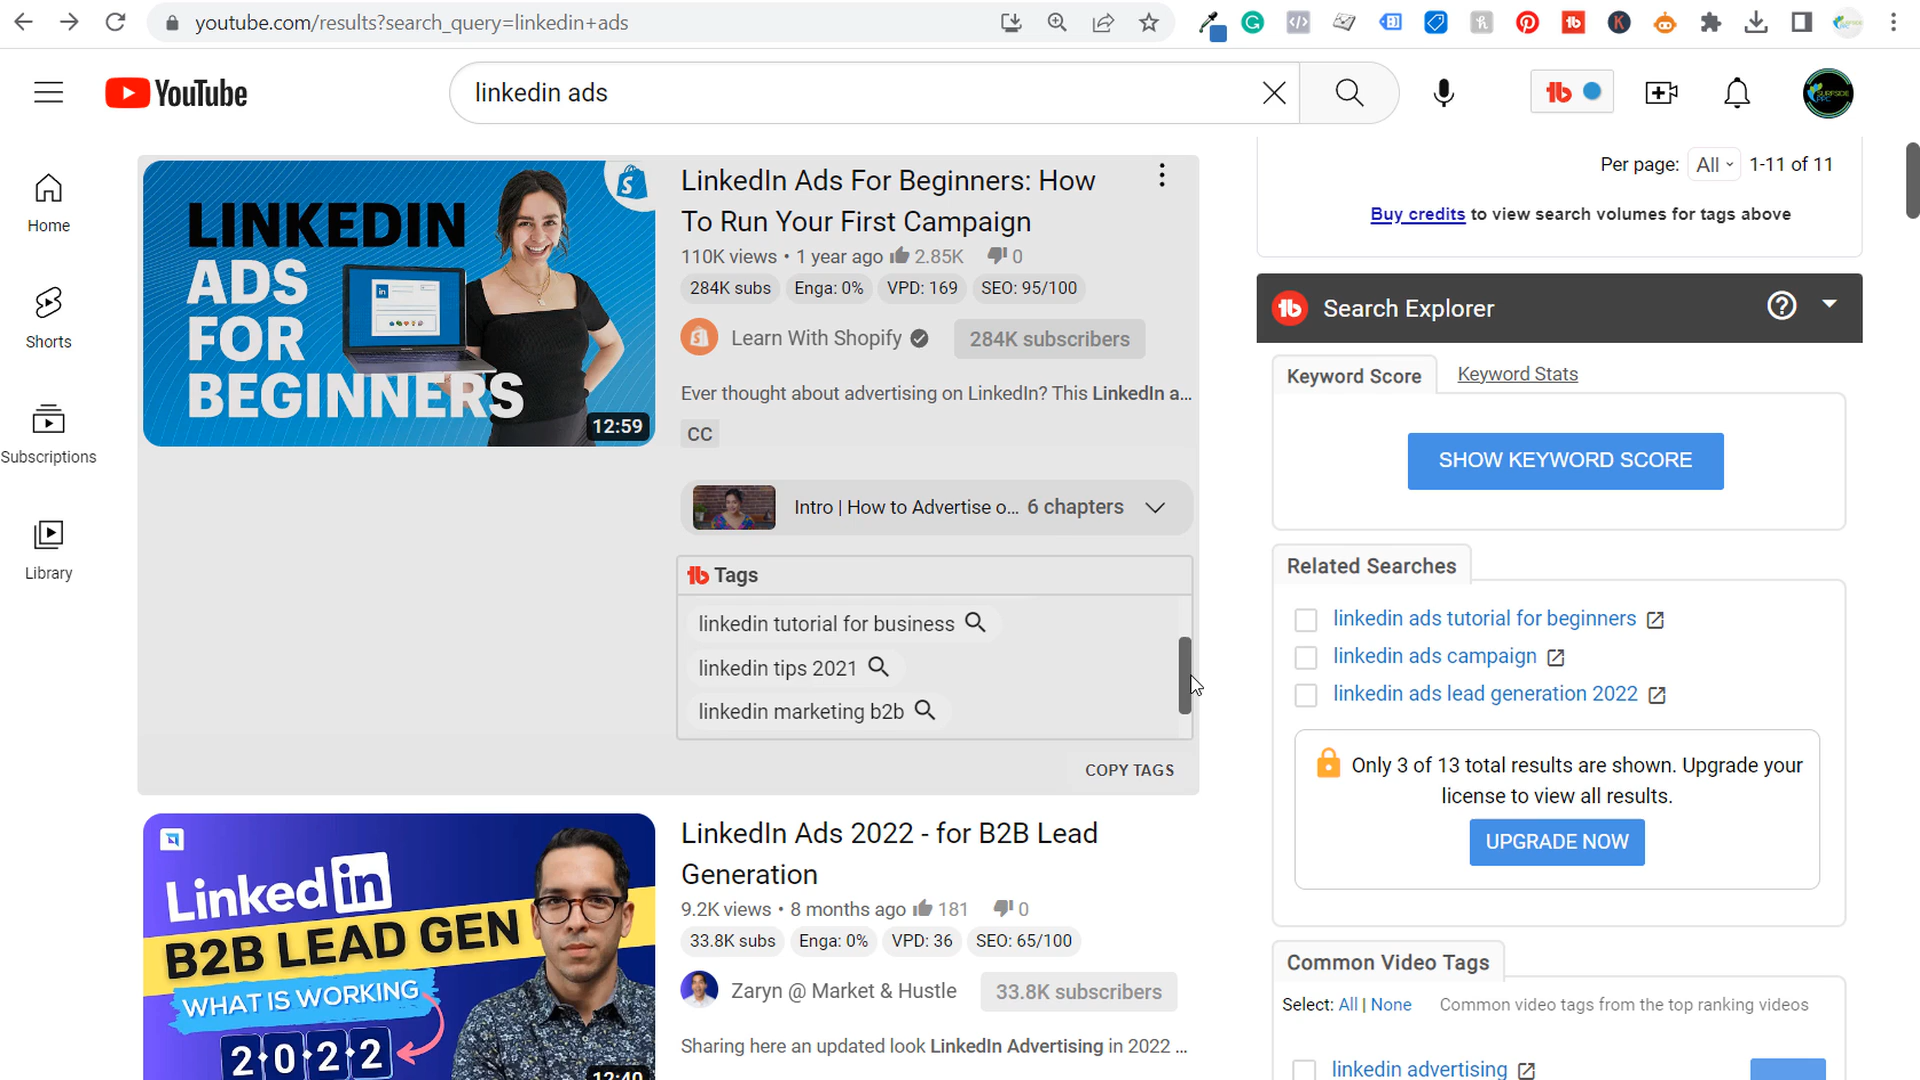 youtube.com/results?search_query=linkedin+ads
YouTube
linkedin ads
Home
Shorts
Subscriptions
Library
LINKEDIN
ADS
FOR
BEGINNERS
12:59
LinkedIn Ads For Beginners: How
To Run Your First Campaign
110K views • 1 year ago 2.85K 0
284K subs Enga: 0% VPD: 169 SEO: 95/100
Learn With Shopify 284K subscribers
Ever thought about advertising on LinkedIn? This LinkedIn a...
CC
Intro | How to Advertise o... 6 chapters
tb Tags
linkedin tutorial for business
linkedin tips 2021
linkedin marketing b2b
COPY TAGS
Linkedin
B2B LEAD GEN
WHAT IS WORKING
2•0•2•2
12:40
LinkedIn Ads 2022 - for B2B Lead
Generation
9.2K views • 8 months ago 181 0
33.8K subs Enga: 0% VPD: 36 SEO: 65/100
Zaryn @ Market & Hustle 33.8K subscribers
Sharing here an updated look LinkedIn Advertising in 2022 ...
Per page: All 1-11 of 11
Buy credits to view search volumes for tags above
tb Search Explorer
Keyword Score Keyword Stats
SHOW KEYWORD SCORE
Related Searches
linkedin ads tutorial for beginners
linkedin ads campaign
linkedin ads lead generation 2022
Only 3 of 13 total results are shown. Upgrade your
license to view all results.
UPGRADE NOW
Common Video Tags
Select: All | None Common video tags from the top ranking videos
linkedin advertising